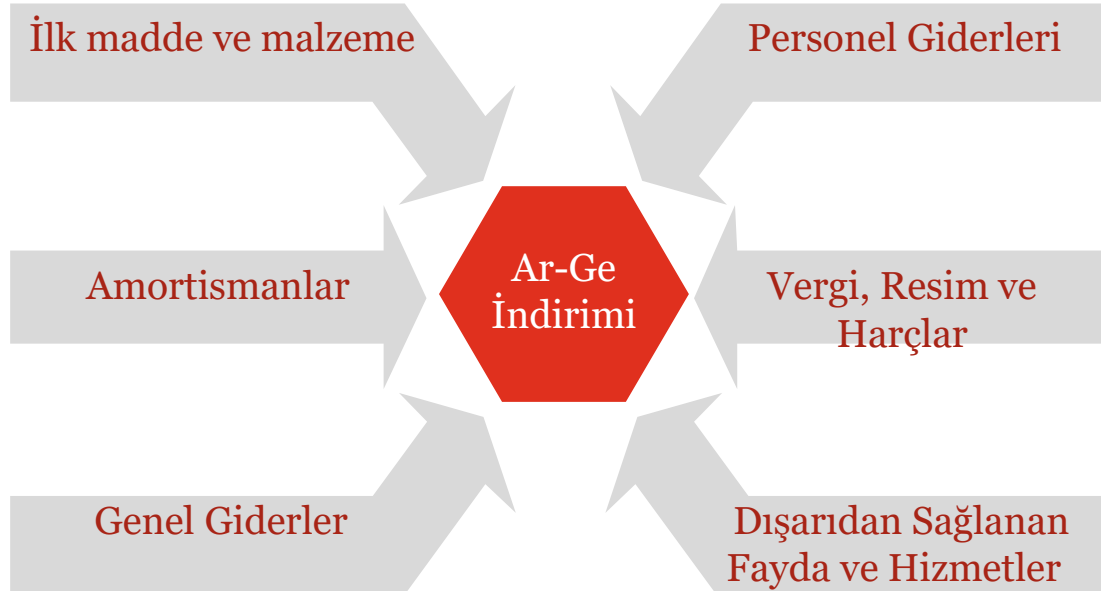 İlk madde ve malzeme
Personel Giderleri
Amortismanlar
Ar-Ge
İndirimi
Vergi, Resim ve
Harçlar
Genel Giderler
Dışarıdan Sağlanan
Fayda ve Hizmetler